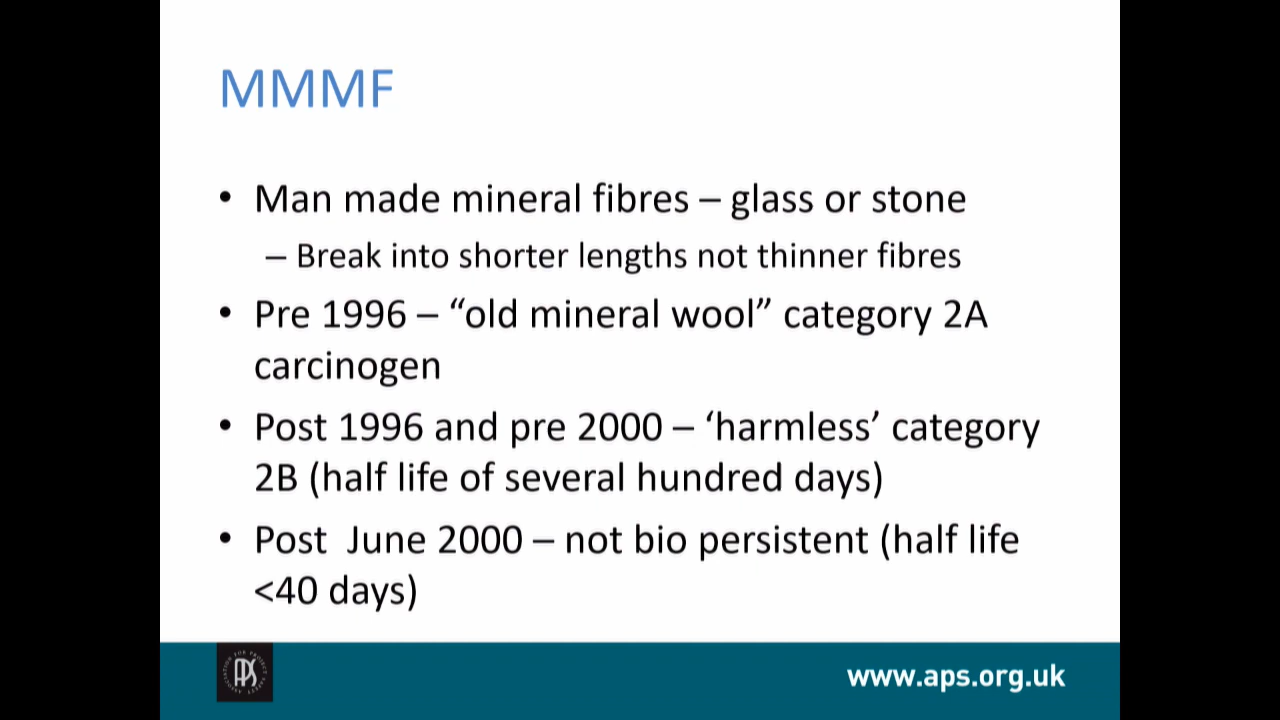 MMMF
• Man made mineral fibres – glass or stone
– Break into shorter lengths not thinner fibres
• Pre 1996 – “old mineral wool” category 2A
carcinogen
• Post 1996 and pre 2000 – ‘harmless’ category
2B (half life of several hundred days)
• Post  June 2000 – not bio persistent (half life
<40 days)
APS
www.aps.org.uk